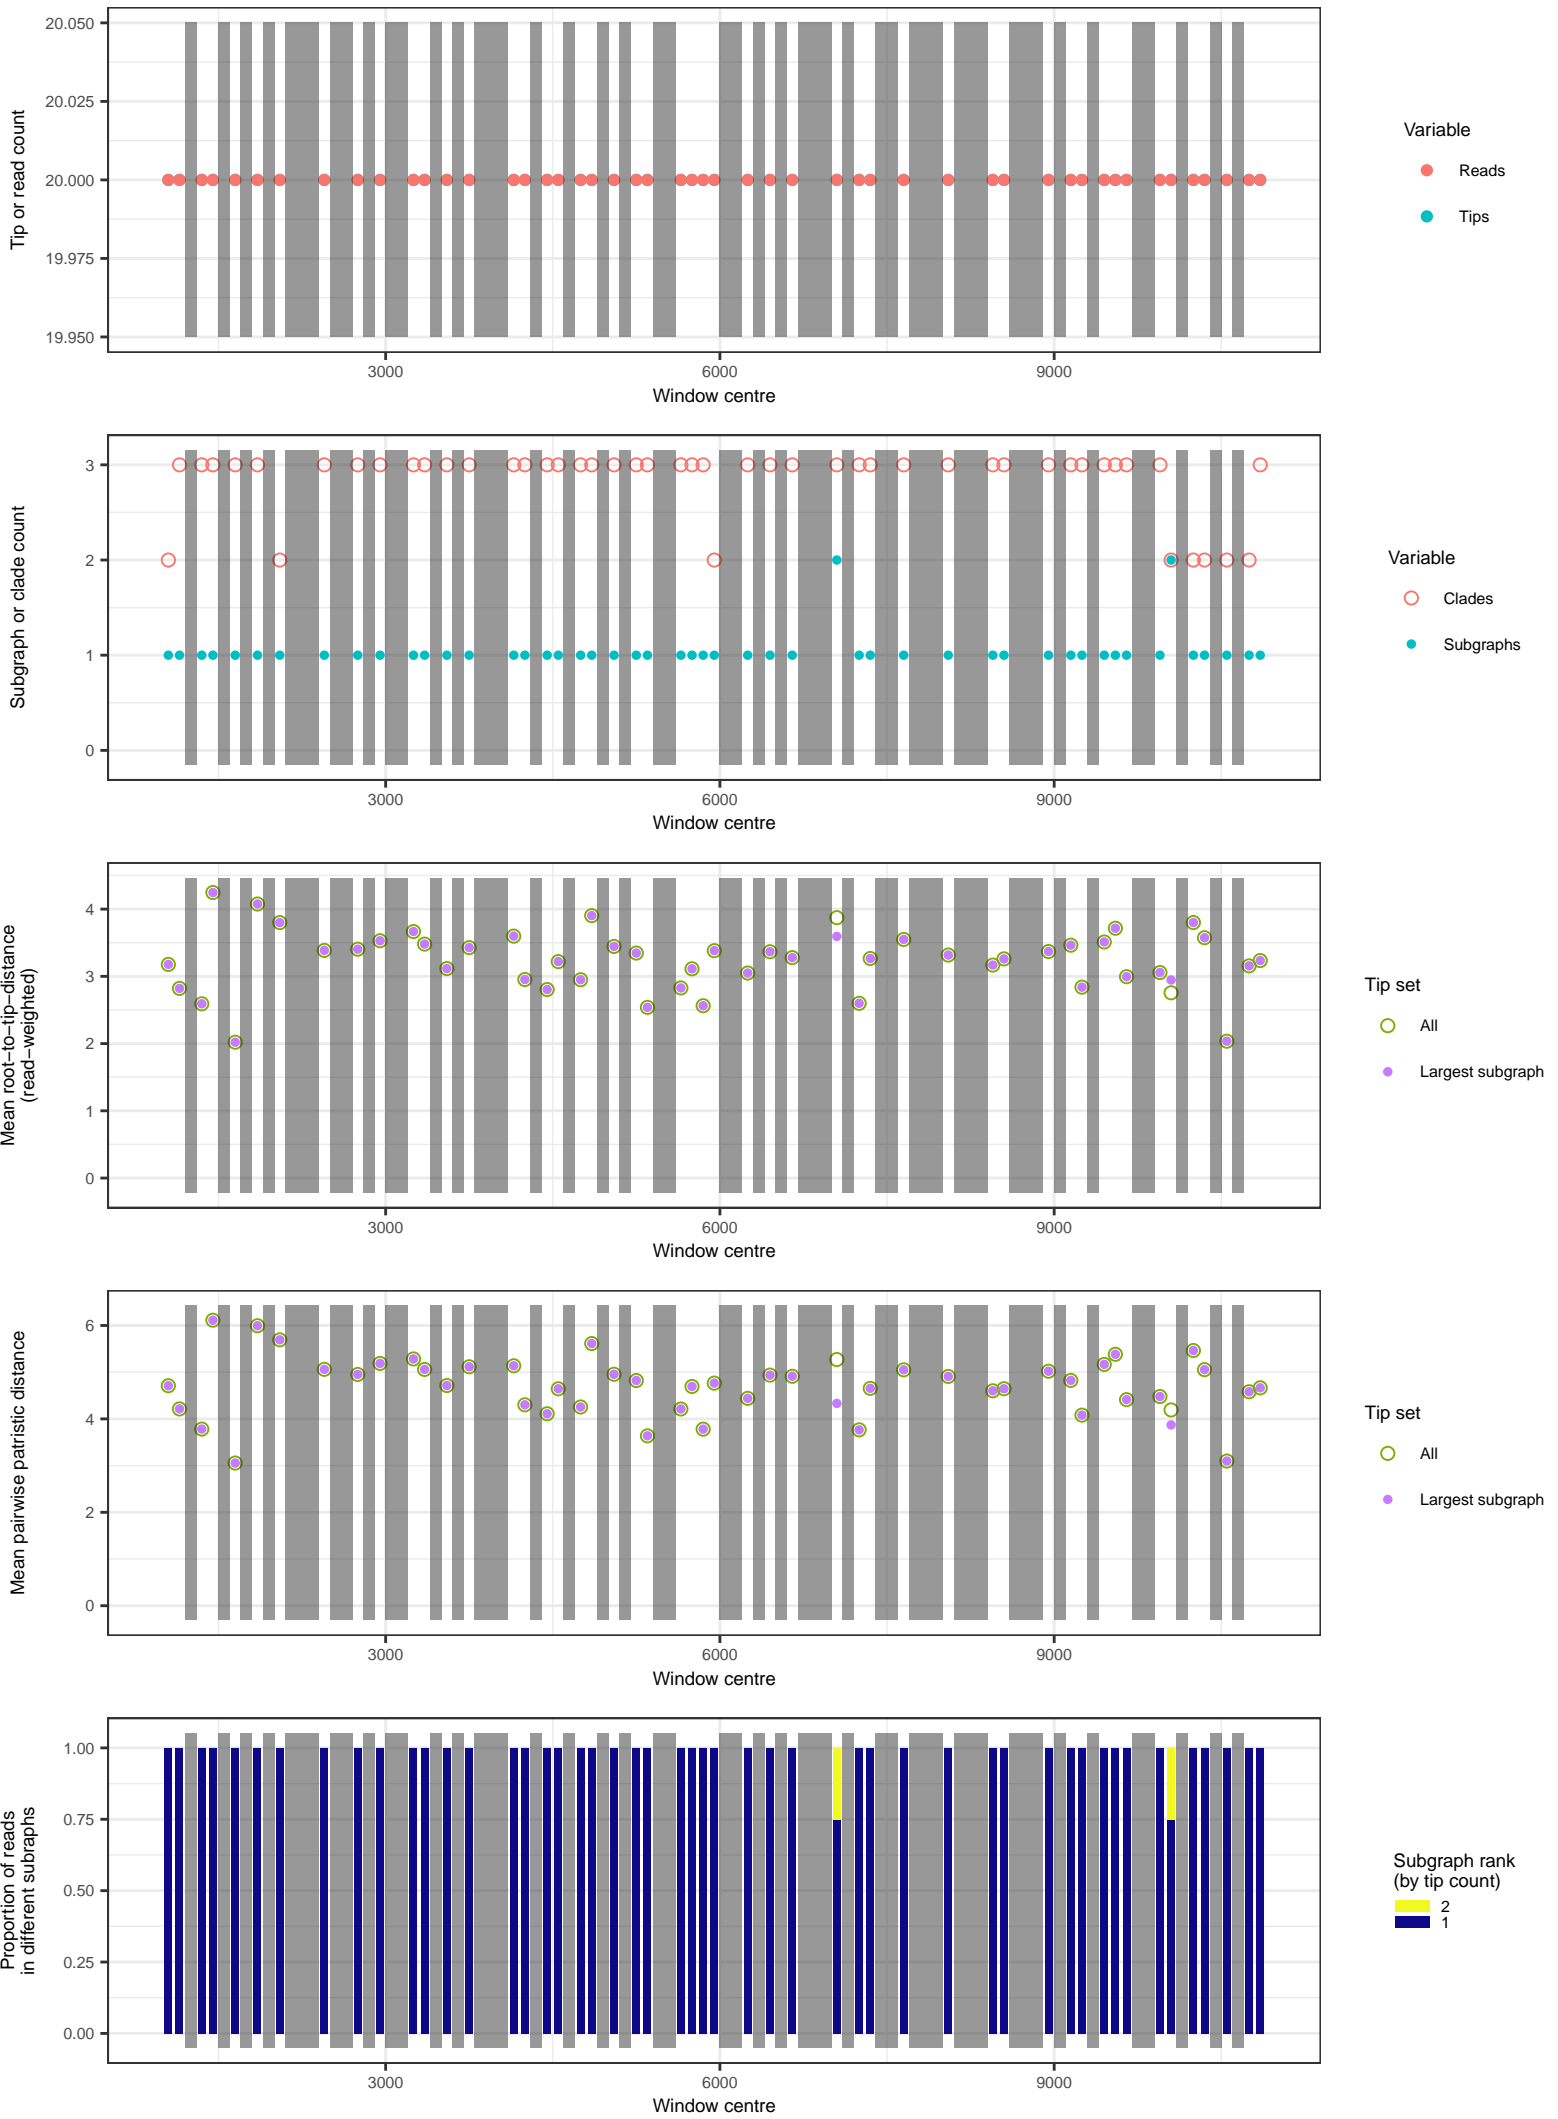 20.050
20.025
20.000
19.975
19.950
Tip or read count
3000
6000
9000
Window centre
Variable
Reads
Tips
3
2
1
0
Subgraph or clade count
3000
6000
9000
Window centre
Variable
Clades
Subgraphs
4
3
2
1
0
Mean root−to−tip−distance
(read−weighted)
3000
6000
9000
Window centre
Tip set
All
Largest subgraph
6
4
2
0
Mean pairwise patristic distance
3000
6000
9000
Window centre
Tip set
All
Largest subgraph
1.00
0.75
0.50
0.25
0.00
Proportion of reads
in different subraphs
3000
6000
9000
Window centre
Subgraph rank
(by tip count)
2
1